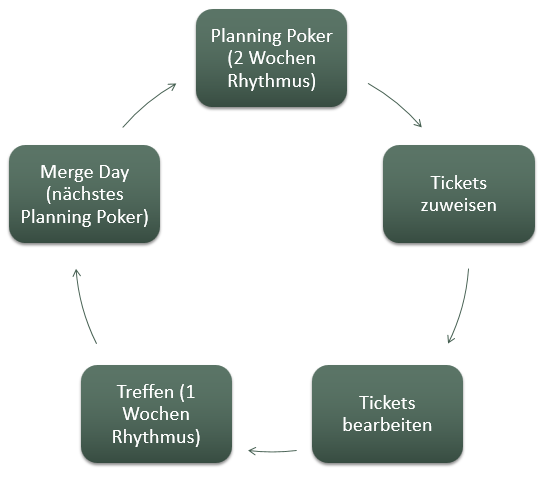 Planning Poker
(2 Wochen
Rhythmus)
Tickets
zuweisen
Tickets
bearbeiten
Treffen (1
Wochen
Rhythmus)
Merge Day
(nächstes
Planning Poker)